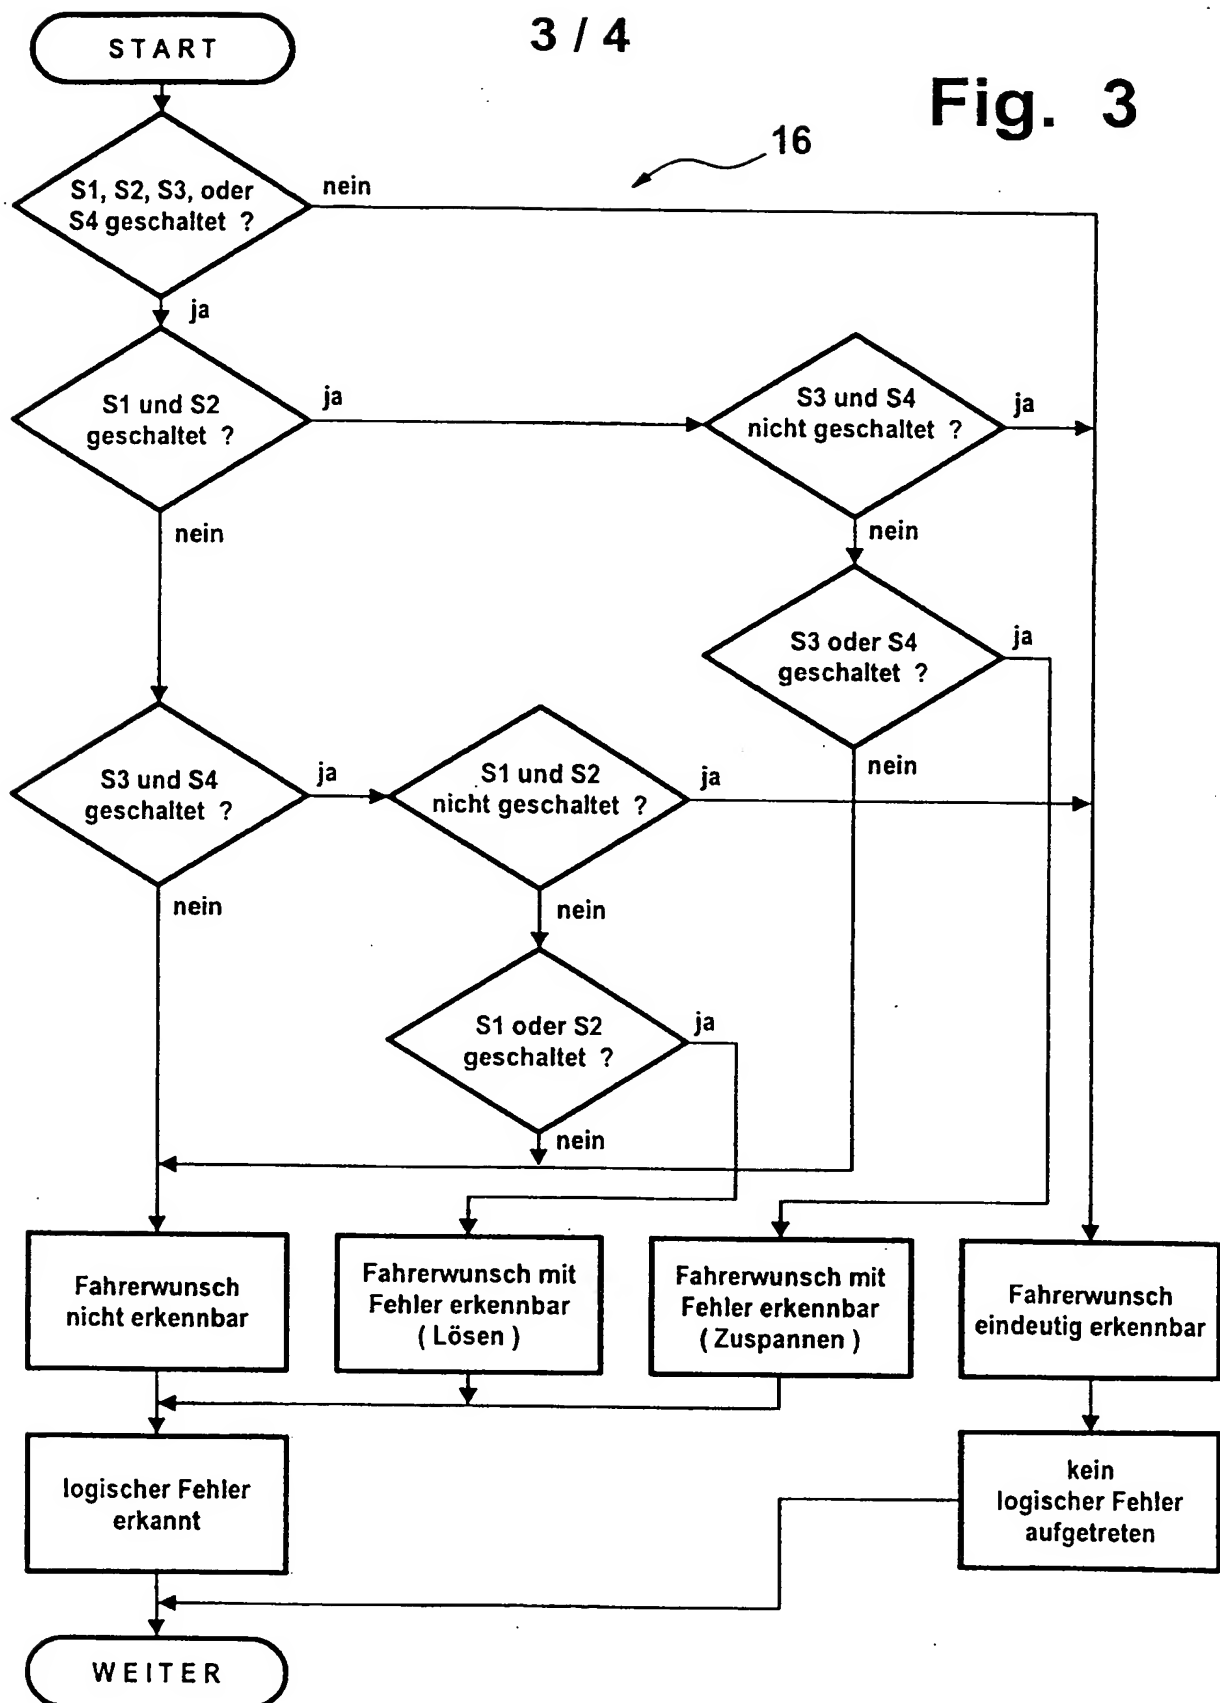 3 / 4
Fig. 3
16
START
S1, S2, S3, oder
S4 geschaltet ?
nein
ja
S1 und S2
geschaltet ?
ja
nein
S3 und S4
nicht geschaltet ?
ja
nein
S3 oder S4
geschaltet ?
ja
nein
S3 und S4
geschaltet ?
ja
nein
S1 und S2
nicht geschaltet ?
ja
nein
S1 oder S2
geschaltet ?
ja
nein
Fahrerwunsch
nicht erkennbar
Fahrerwunsch mit
Fehler erkennbar
( Lösen )
Fahrerwunsch mit
Fehler erkennbar
( Zuspannen )
Fahrerwunsch
eindeutig erkennbar
logischer Fehler
erkannt
kein
logischer Fehler
aufgetreten
WEITER